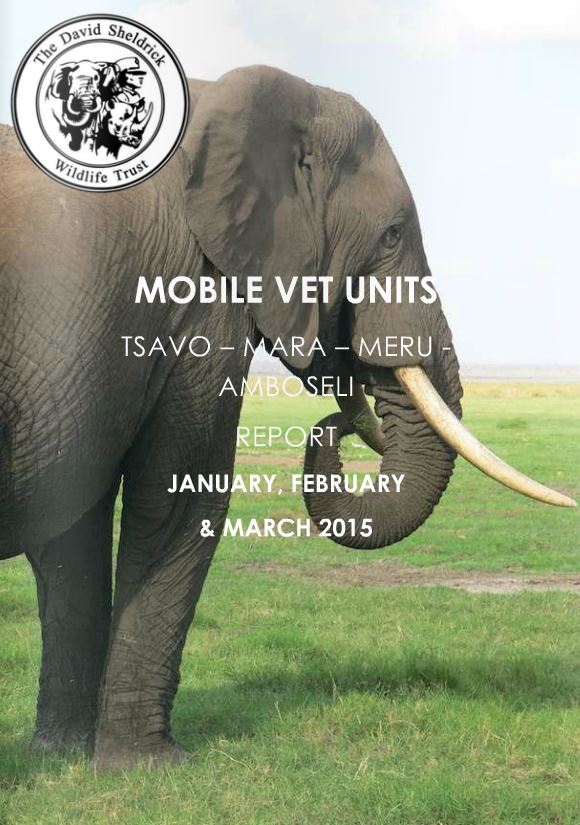 The David Sheldrick
Wildlife Trust
MOBILE VET UNITS
TSAVO – MARA – MERU -
AMBOSELI
REPORT
JANUARY, FEBRUARY
& MARCH 2015